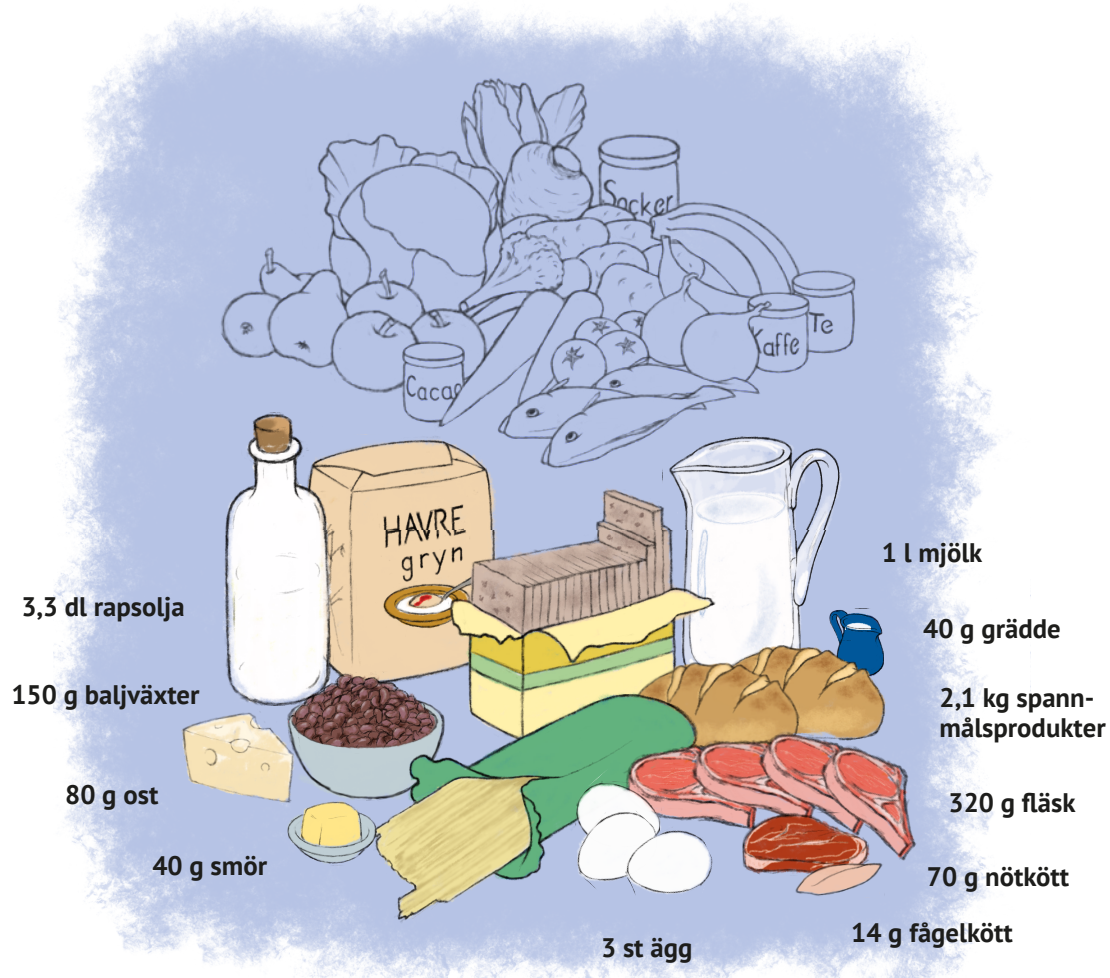 Socker
Te
Kaffe
Cacao
HAVRE
gryn
1 l mjölk
3,3 dl rapsolja
40 g grädde
150 g baljväxter
2,1 kg spann-
målsprodukter
80 g ost
320 g fläsk
40 g smör
70 g nötkött
14 g fågelkött
3 st ägg